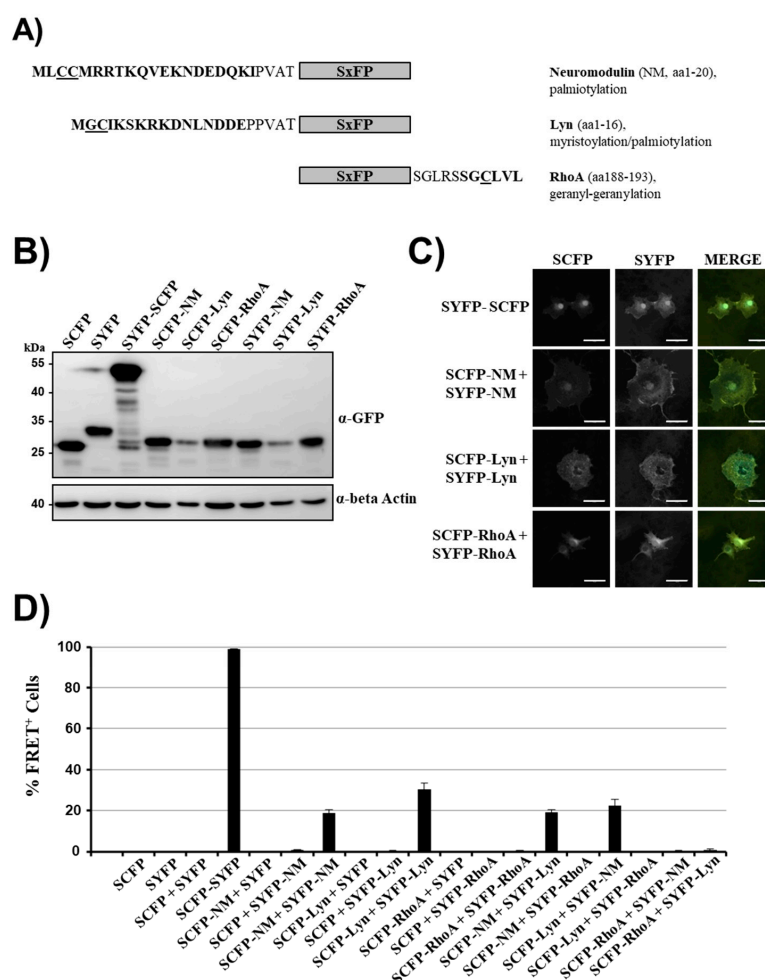 A)
MLCCMRRTKQVEKNDEDQKIPVAT SxFP Neuromodulin (NM, aa1-20),
palmiotylation
MGCIKSKRKDNLNDDEPPVAT SxFP Lyn (aa1-16),
myristoylation/palmiotylation
SxFP SGLRSSGCLVL RhoA (aa188-193),
geranyl-geranylation
B)
SCFP
SYFP
SYFP-SCFP
SCFP-NM
SCFP-Lyn
SCFP-RhoA
SYFP-NM
SYFP-Lyn
SYFP-RhoA
kDa
55
40
35
25
α-GFP
40
α-beta Actin
C)
SCFP SYFP MERGE
SYFP-SCFP
SCFP-NM +
SYFP-NM
SCFP-Lyn +
SYFP-Lyn
SCFP-RhoA +
SYFP-RhoA
D)
% FRET+ Cells
100
80
60
40
20
0
SCFP
SYFP
SCFP + SYFP
SCFP-SYFP
SCFP-NM + SYFP
SCFP + SYFP-NM
SCFP-NM + SYFP-NM
SCFP-Lyn + SYFP
SCFP + SYFP-Lyn
SCFP-Lyn + SYFP-Lyn
SCFP-RhoA + SYFP
SCFP + SYFP-RhoA
SCFP-RhoA + SYFP-RhoA
SCFP-NM + SYFP-Lyn
SCFP-NM + SYFP-RhoA
SCFP-Lyn + SYFP-NM
SCFP-Lyn + SYFP-RhoA
SCFP-RhoA + SYFP-NM
SCFP-RhoA + SYFP-Lyn